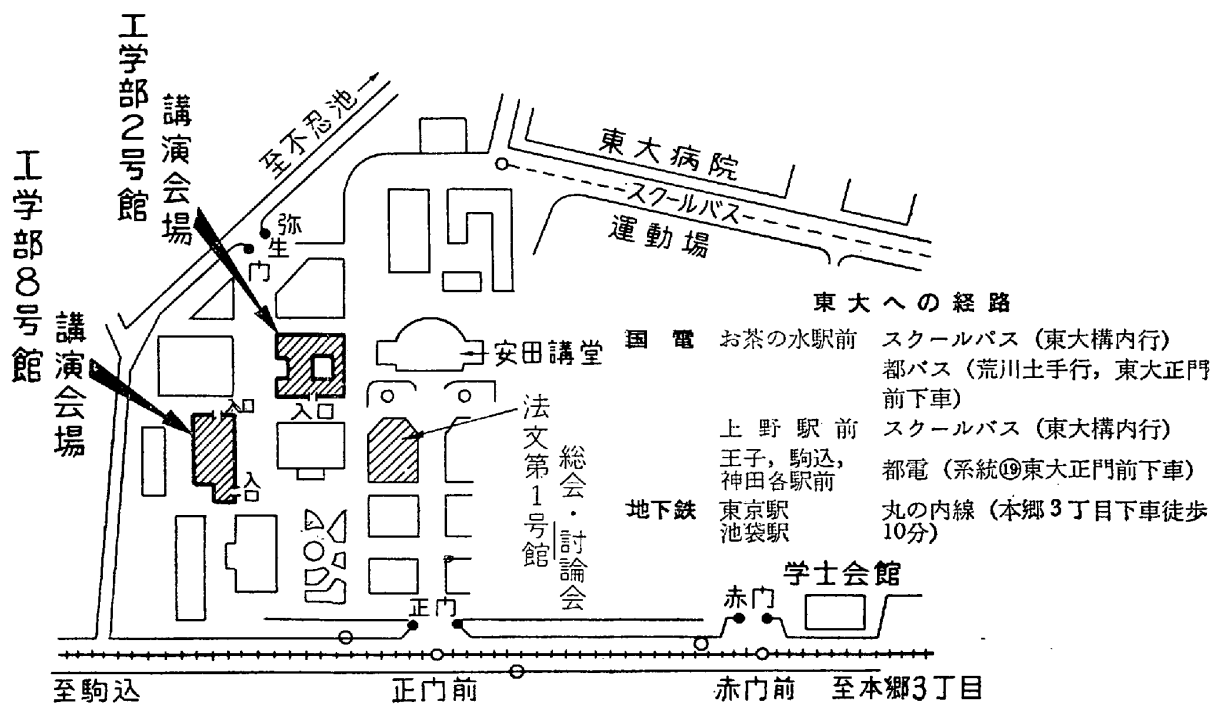 工学部2号館
講演会場
工学部8号館
講演会場
至不忍池
弥生門
東大病院
スクールバス
運動場
安田講堂
入口
入口
入口
法文第1号館
総会・討論会
東大への経路
国電 お茶の水駅前 スクールバス (東大構内行)
都バス (荒川土手行, 東大正門
前下車)
上野駅前 スクールバス (東大構内行)
王子, 駒込,
神田各駅前 都電 (系統⑲東大正門前下車)
地下鉄 東京駅 丸の内線 (本郷3丁目下車徒歩
池袋駅 10分)
学士会館
正門
赤門
至駒込
正門前
赤門前
至本郷3丁目